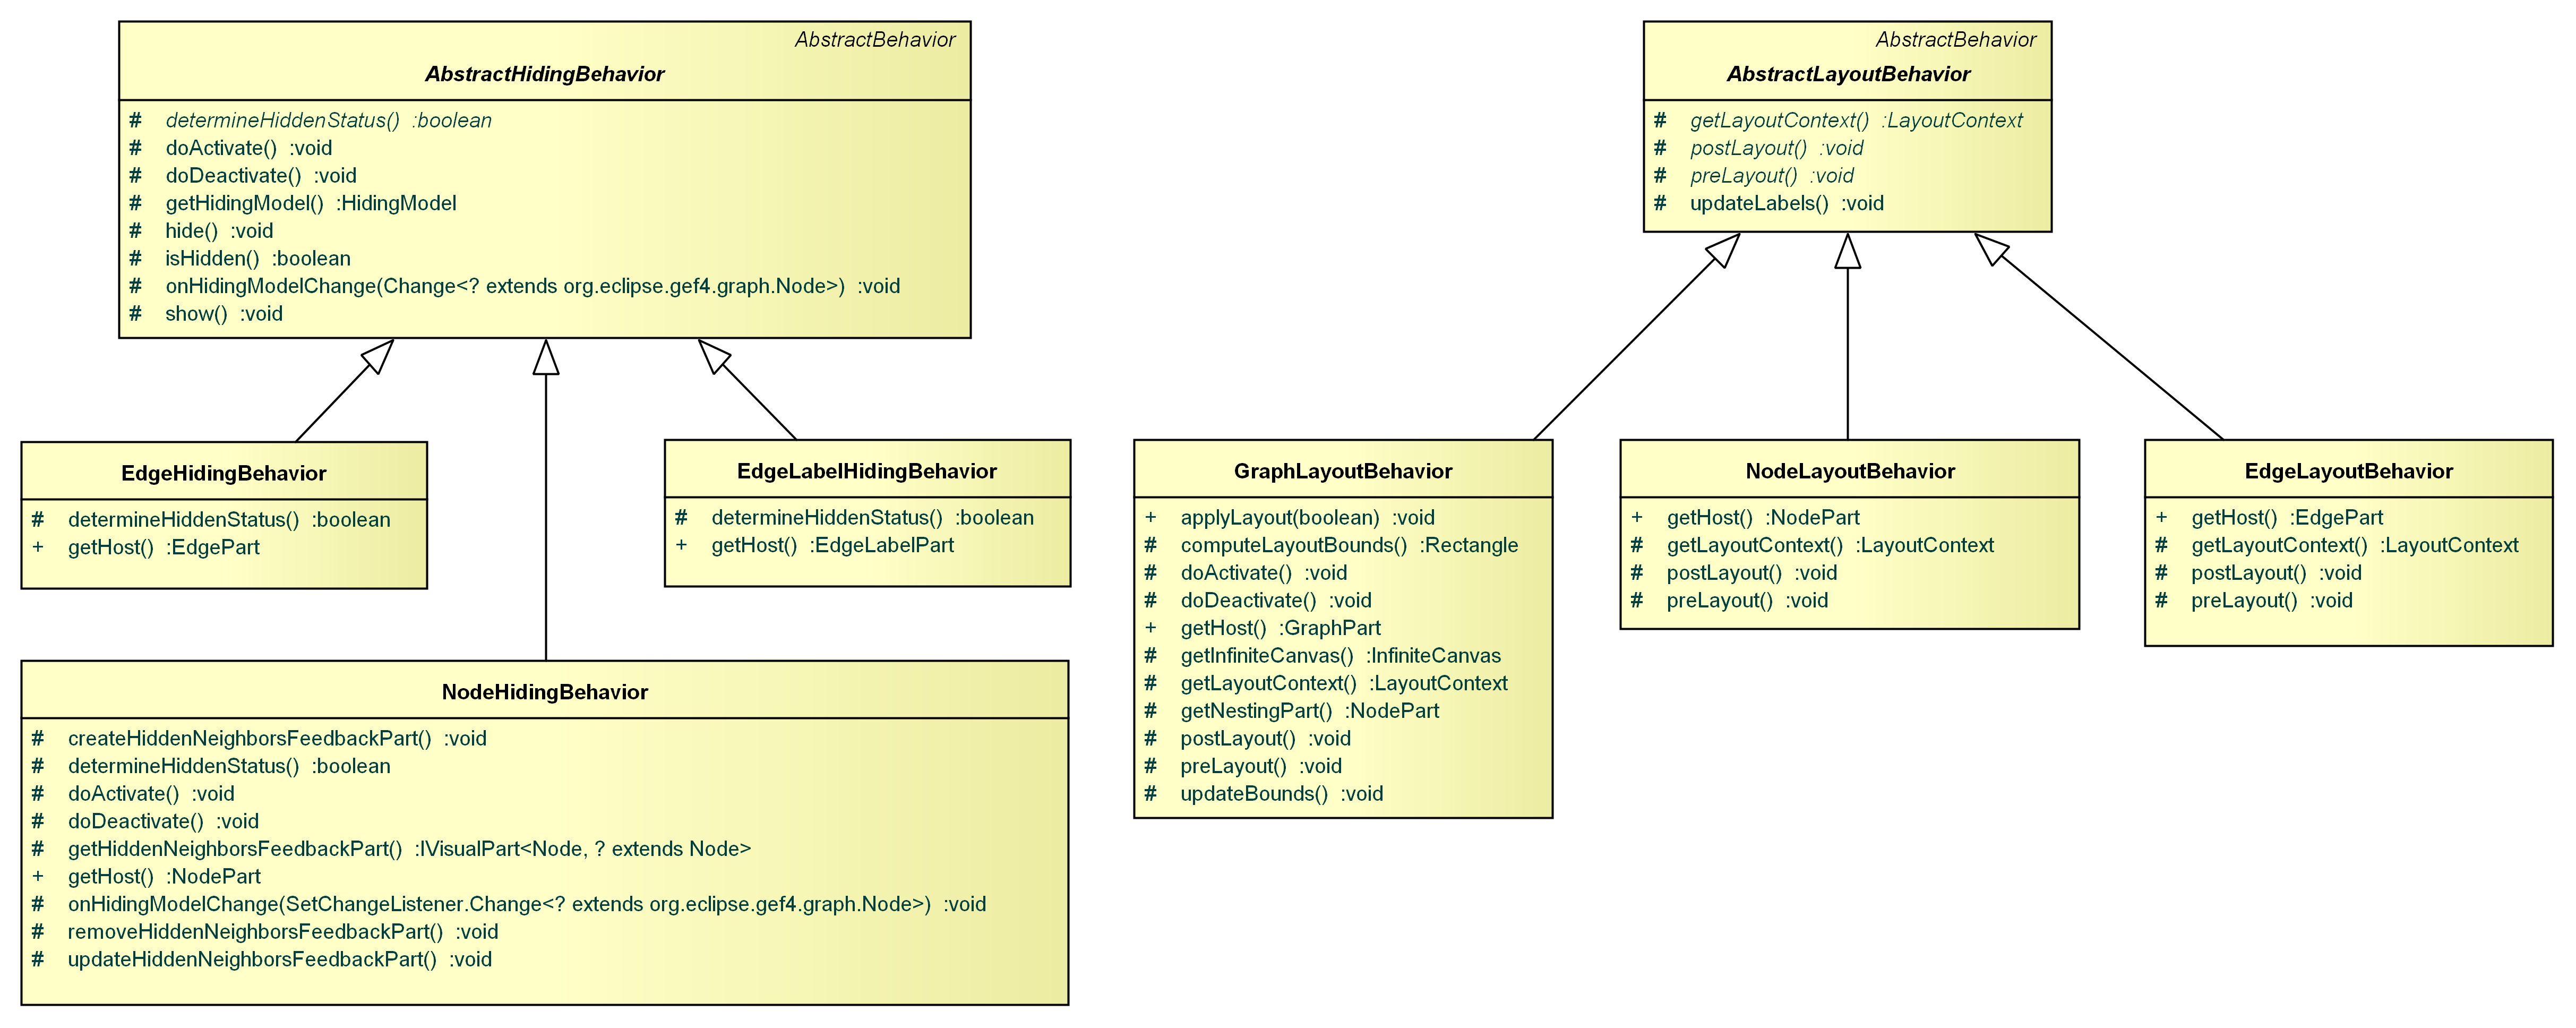 AbstractBehavior
AbstractHidingBehavior
# determineHiddenStatus() :boolean
# doActivate() :void
# doDeactivate() :void
# getHidingModel() :HidingModel
# hide() :void
# isHidden() :boolean
# onHidingModelChange(Change<? extends org.eclipse.gef4.graph.Node>) :void
# show() :void
AbstractBehavior
AbstractLayoutBehavior
# getLayoutContext() :LayoutContext
# postLayout() :void
# preLayout() :void
# updateLabels() :void
EdgeHidingBehavior
# determineHiddenStatus() :boolean
+ getHost() :EdgePart
EdgeLabelHidingBehavior
# determineHiddenStatus() :boolean
+ getHost() :EdgeLabelPart
GraphLayoutBehavior
+ applyLayout(boolean) :void
# computeLayoutBounds() :Rectangle
# doActivate() :void
# doDeactivate() :void
+ getHost() :GraphPart
# getInfiniteCanvas() :InfiniteCanvas
# getLayoutContext() :LayoutContext
# getNestingPart() :NodePart
# postLayout() :void
# preLayout() :void
# updateBounds() :void
NodeLayoutBehavior
+ getHost() :NodePart
# getLayoutContext() :LayoutContext
# postLayout() :void
# preLayout() :void
EdgeLayoutBehavior
+ getHost() :EdgePart
# getLayoutContext() :LayoutContext
# postLayout() :void
# preLayout() :void
NodeHidingBehavior
# createHiddenNeighborsFeedbackPart() :void
# determineHiddenStatus() :boolean
# doActivate() :void
# doDeactivate() :void
# getHiddenNeighborsFeedbackPart() :IVisualPart<Node, ? extends Node>
+ getHost() :NodePart
# onHidingModelChange(SetChangeListener.Change<? extends org.eclipse.gef4.graph.Node>) :void
# removeHiddenNeighborsFeedbackPart() :void
# updateHiddenNeighborsFeedbackPart() :void